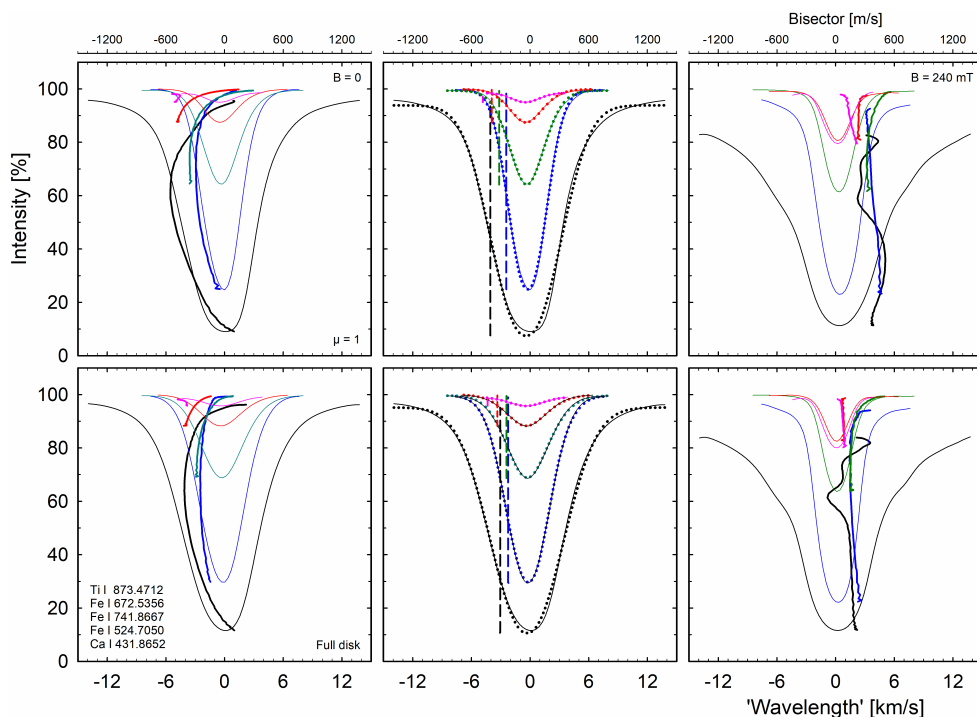 Bisector [m/s]
-1200 -600 0 600 1200 -1200 -600 0 600 1200 -1200 -600 0 600 1200
B = 0
B = 240 mT
100
80
60
40
20
0
μ = 1
Intensity [%]
100
80
60
40
20
0
Ti I 873.4712
Fe I 672.5356
Fe I 741.8667
Fe I 524.7050
Ca I 431.8652
Full disk
-12 -6 0 6 12 -12 -6 0 6 12 -12 -6 0 6 12
'Wavelength' [km/s]